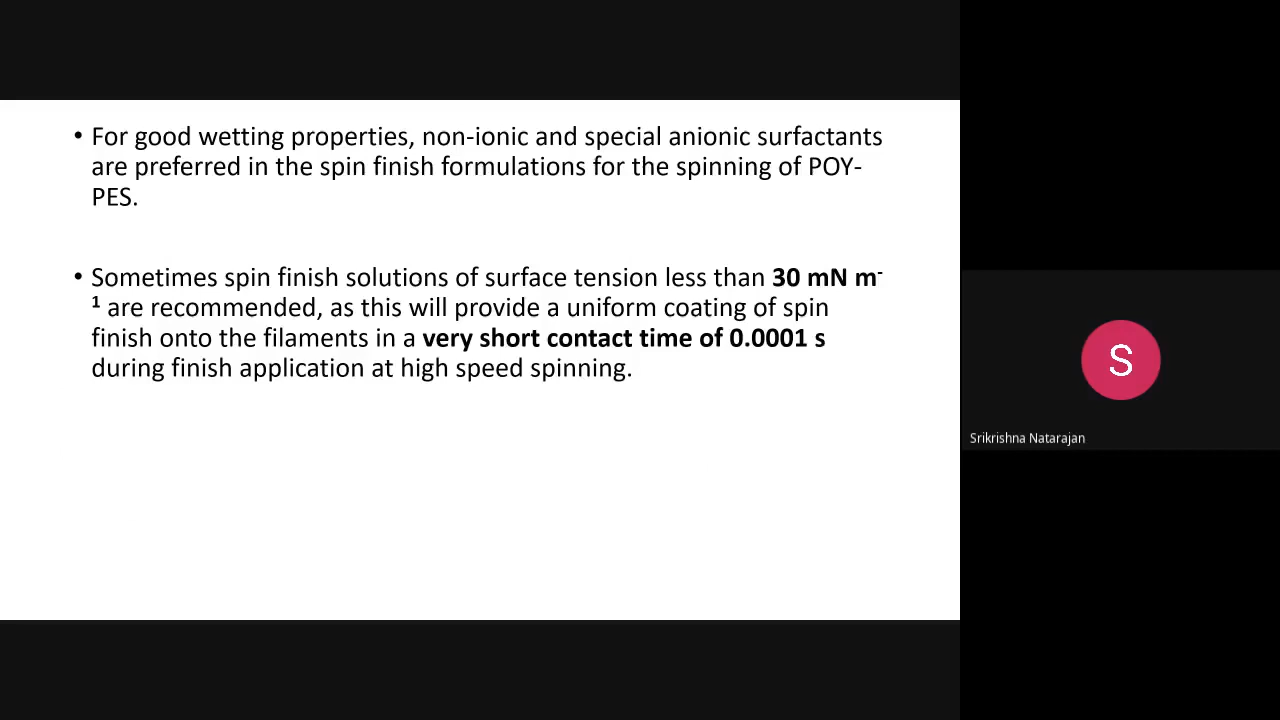 • For good wetting properties, non-ionic and special anionic surfactants
are preferred in the spin finish formulations for the spinning of POY-
PES.
• Sometimes spin finish solutions of surface tension less than 30 mN m-
1 are recommended, as this will provide a uniform coating of spin
finish onto the filaments in a very short contact time of 0.0001 s
during finish application at high speed spinning.
S
Srikrishna Natarajan